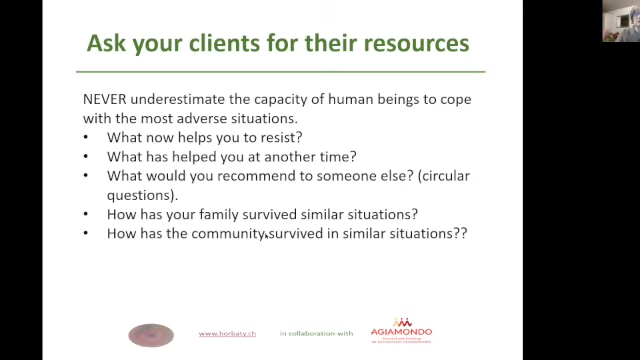 Ask your clients for their resources
NEVER underestimate the capacity of human beings to cope
with the most adverse situations.
• What now helps you to resist?
• What has helped you at another time?
• What would you recommend to someone else? (circular
questions).
• How has your family survived similar situations?
• How has the community survived in similar situations??
www.horbaty.ch
in collaboration with
AGIAMONDO